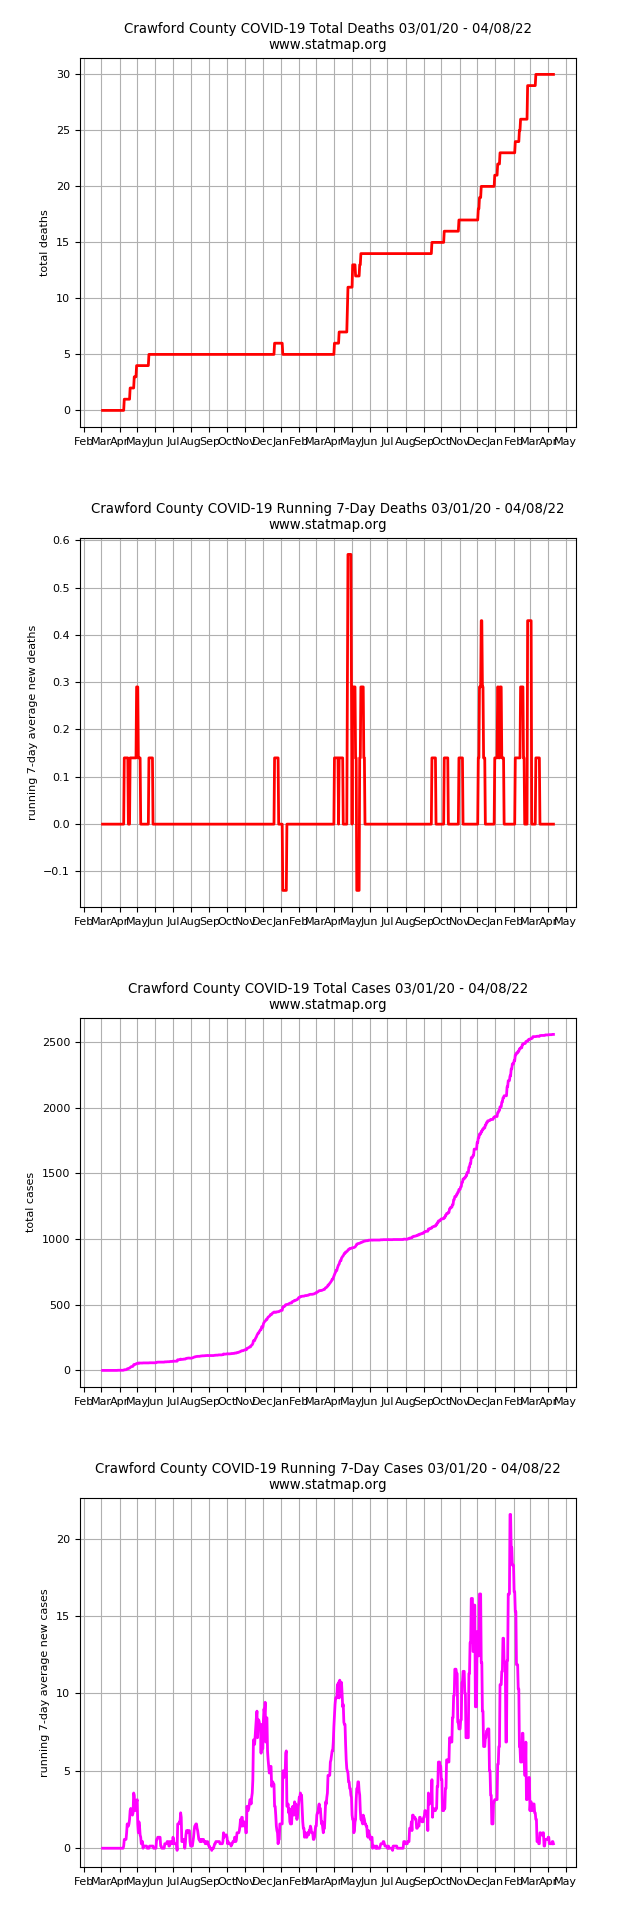 Crawford County COVID-19 Total Deaths 03/01/20 - 04/08/22
www.statmap.org
30
25
20
15
10
5
0
total deaths
Feb Mar Apr May Jun Jul Aug Sep Oct Nov Dec Jan Feb Mar Apr May Jun Jul Aug Sep Oct Nov Dec Jan Feb Mar Apr May
Crawford County COVID-19 Running 7-Day Deaths 03/01/20 - 04/08/22
www.statmap.org
0.6
0.5
0.4
0.3
0.2
0.1
0.0
−0.1
running 7-day average new deaths
Feb Mar Apr May Jun Jul Aug Sep Oct Nov Dec Jan Feb Mar Apr May Jun Jul Aug Sep Oct Nov Dec Jan Feb Mar Apr May
Crawford County COVID-19 Total Cases 03/01/20 - 04/08/22
www.statmap.org
2500
2000
1500
1000
500
0
total cases
Feb Mar Apr May Jun Jul Aug Sep Oct Nov Dec Jan Feb Mar Apr May Jun Jul Aug Sep Oct Nov Dec Jan Feb Mar Apr May
Crawford County COVID-19 Running 7-Day Cases 03/01/20 - 04/08/22
www.statmap.org
20
15
10
5
0
running 7-day average new cases
Feb Mar Apr May Jun Jul Aug Sep Oct Nov Dec Jan Feb Mar Apr May Jun Jul Aug Sep Oct Nov Dec Jan Feb Mar Apr May